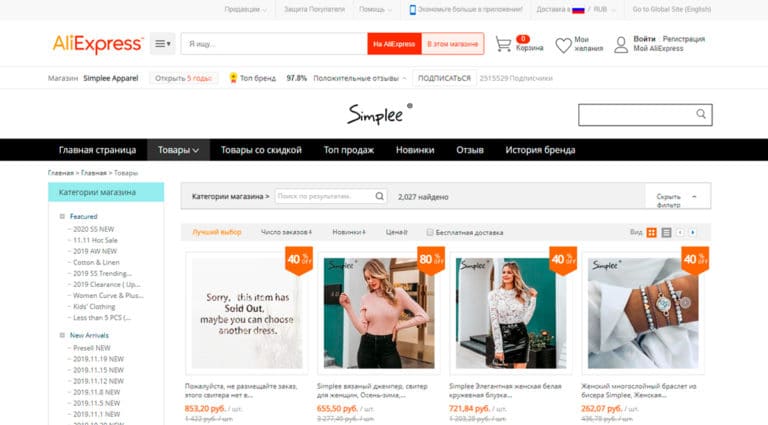 Продавцам Защита Покупателя Помощь Экономьте больше в приложении! Доставка в / RUB Go to Global Site (English)
AliExpress Я ищу... На AliExpress В этом магазине 0 Корзина Мои желания Войти Регистрация Мой AliExpress
Магазин Simplee Apparel Открыть 5 годы Топ бренд 97.8% Положительные отзывы ПОДПИСАТЬСЯ 2515529 Подписчики
Simplee ®
Главная страница Товары Товары со скидкой Топ продаж Новинки Отзыв История бренда
Главная > Главная > Товары
Категории магазина
Featured
2020 SS NEW
11.11 Hot Sale
2019 AW NEW
Cotton & Linen
2019 SS Trending...
2019 Clearance ( Up...
Women Curve & Plus...
Kids' Clothing
Less than 5 PCS (...
New Arrivals
Presell NEW
2019.11.19 NEW
2019.11.15 NEW
2019.11.12 NEW
2019.11.8 NEW
2019.11.5 NEW
2019.11.1 NEW
2019.10.29 NEW
Категории магазина > Поиск по результатам. 2,027 найдено Скрыть фильтр
Лучший выбор Число заказов Новинки Цена Бесплатная доставка Вид
40 % OFF
Sorry, this item has
Sold Out,
maybe you can choose
another dress.
Пожалуйста, не размещайте заказ,
этого свитера нет в...
853,20 руб. / шт.
1 422 руб. / шт.
Simplee
80 % OFF
Simplee вязаный джемпер, свитер
для женщин, Осень-зима,...
655,50 руб. / шт.
3 277,49 руб. / шт.
Simplee
40 % OFF
Simplee Элегантная женская белая
кружевная блузка...
721,84 руб. / шт.
1 203,28 руб. / шт.
Simplee
40 % OFF
Женский многослойный браслет из
бисера Simplee, Женская...
262,07 руб. / шт.
436,78 руб. / шт.